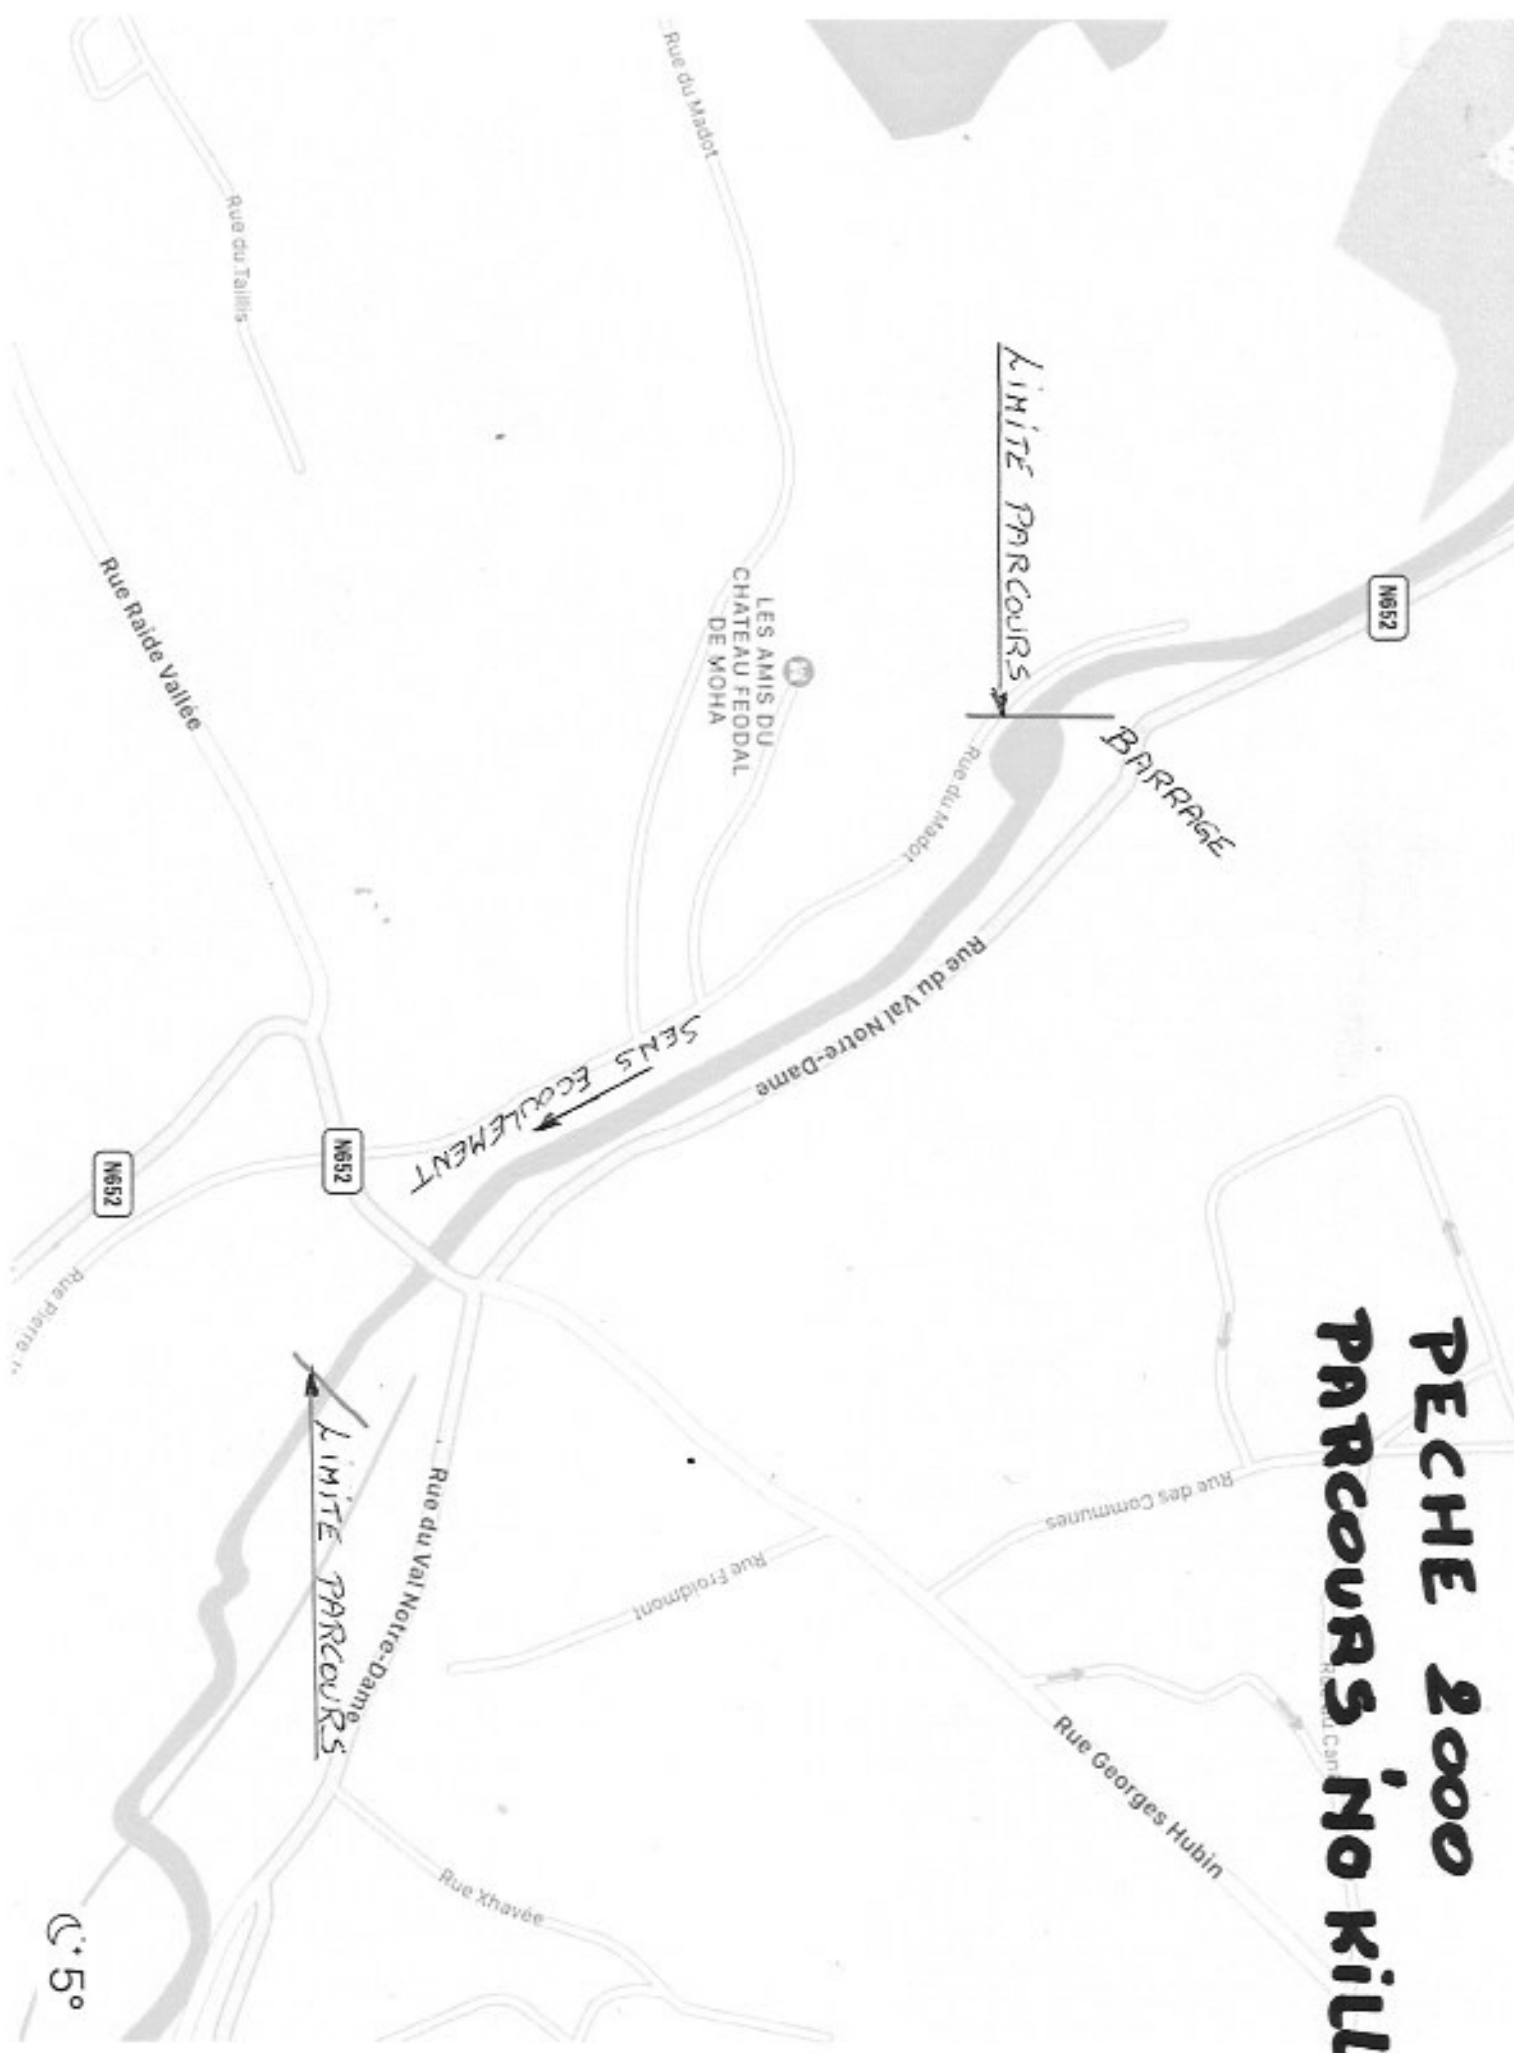 PECHE 2000
PARCOURS 'NO KILL
Rue du Madot
Rue du Taillis
LIMITE PARCOURS
N652
BARRAGE
Rue Raide Vallée
LES AMIS DU
CHATEAU FEODAL
DE MOHA
Rue du Madot
Rue du Val Notre-Dame
SENS ECOULEMENT
N652
N652
Rue Pierre
LIMITE PARCOURS
Rue du Val Notre-Dame
Rue des Communes
Rue Froidmont
Rue Georges Hubin
Rue Xhavée
5°